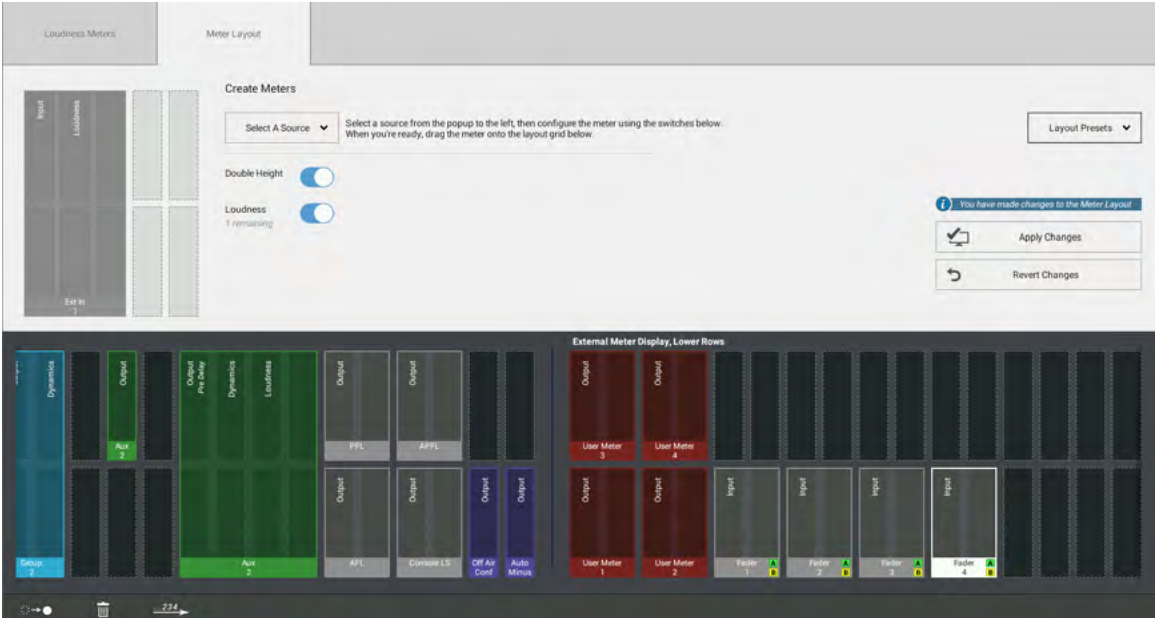 Loudness Meters
Meter Layout
Input
Loudness
Ext In
1
Create Meters
Select A Source
Select a source from the popup to the left, then configure the meter using the switches below.
When you're ready, drag the meter onto the layout grid below.
Double Height
Loudness
1 remaining
Layout Presets
You have made changes to the Meter Layout
Apply Changes
Revert Changes
External Meter Display, Lower Rows
Dynamics
Group
2
Output
Aux
2
Output
Pre Delay
Dynamics
Loudness
Aux
2
Output
PFL
Output
APFL
Output
AFL
Output
Console LS
Output
Off Air
Conf
Output
Auto
Minus
Output
User Meter
3
Output
User Meter
4
Output
User Meter
1
Output
User Meter
2
Input
Fader
1
A
B
Input
Fader
2
A
B
Input
Fader
3
A
B
Input
Fader
4
A
B
234